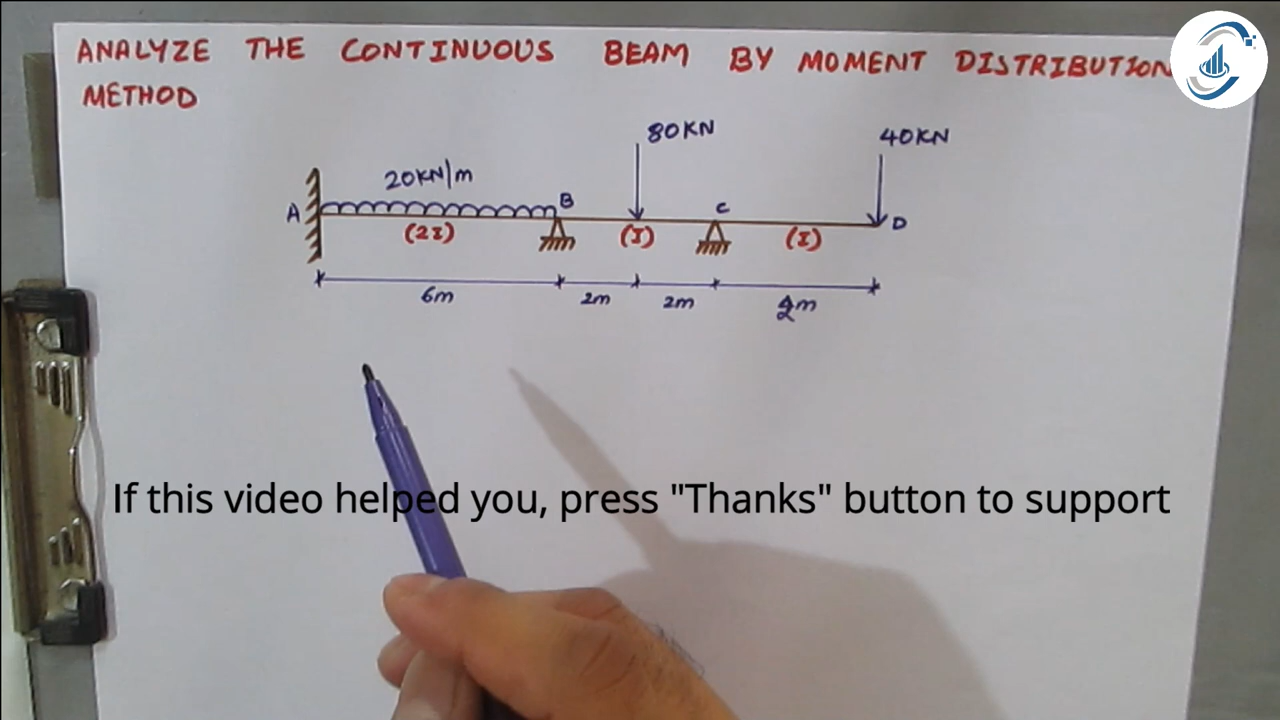 ANALYZE THE CONTINUOUS BEAM BY MOMENT DISTRIBUTION
METHOD
80KN
40KN
20KN/m
A
B
C
D
(2I)
(I)
(I)
6m
2m
2m
2m
If this video helped you, press "Thanks" button to support